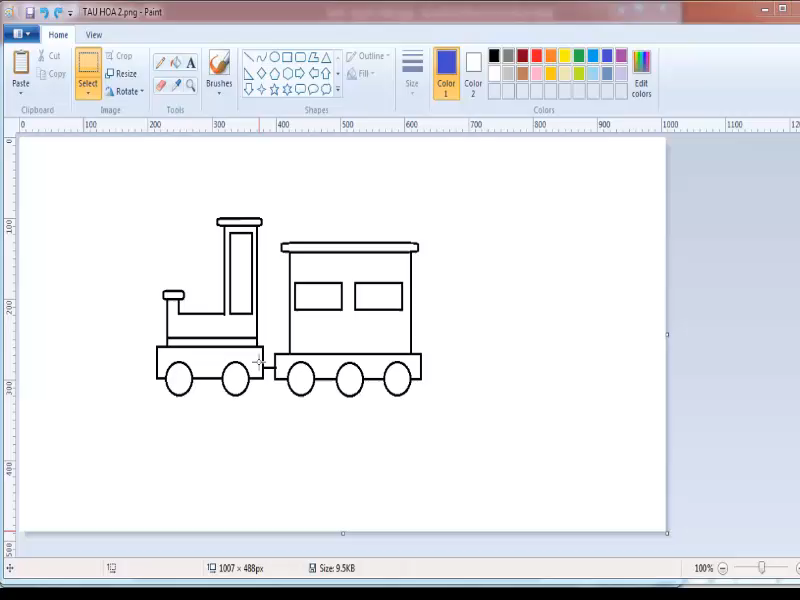 TAU HOA 2.png - Paint
Home View
Paste
Cut
Copy
Clipboard
Select
Crop
Resize
Rotate
Image
A
Tools
Brushes
Outline
Fill
Shapes
Size
Color 1
Color 2
Edit colors
Colors
0 100 200 300 400 500 600 700 800 900 1000 1100 120
0
100
200
300
400
500
1007 × 488px
Size: 9.5KB
100%